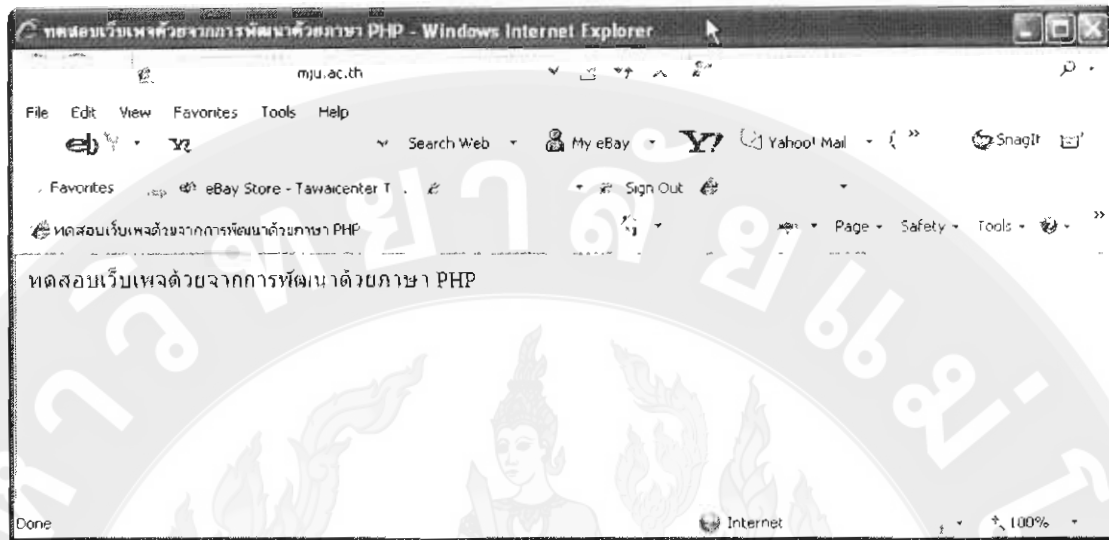 ทดสอบเว็บเพจด้วยจากการพัฒนาด้วยภาษา PHP - Windows Internet Explorer
mju.ac.th
File Edit View Favorites Tools Help
Search Web My eBay Y! Yahoo! Mail SnagIt
Favorites eBay Store - Tawaicenter T Sign Out
ทดสอบเว็บเพจด้วยจากการพัฒนาด้วยภาษา PHP Page Safety Tools
ทดสอบเว็บเพจด้วยจากการพัฒนาด้วยภาษา PHP
Done Internet 100%